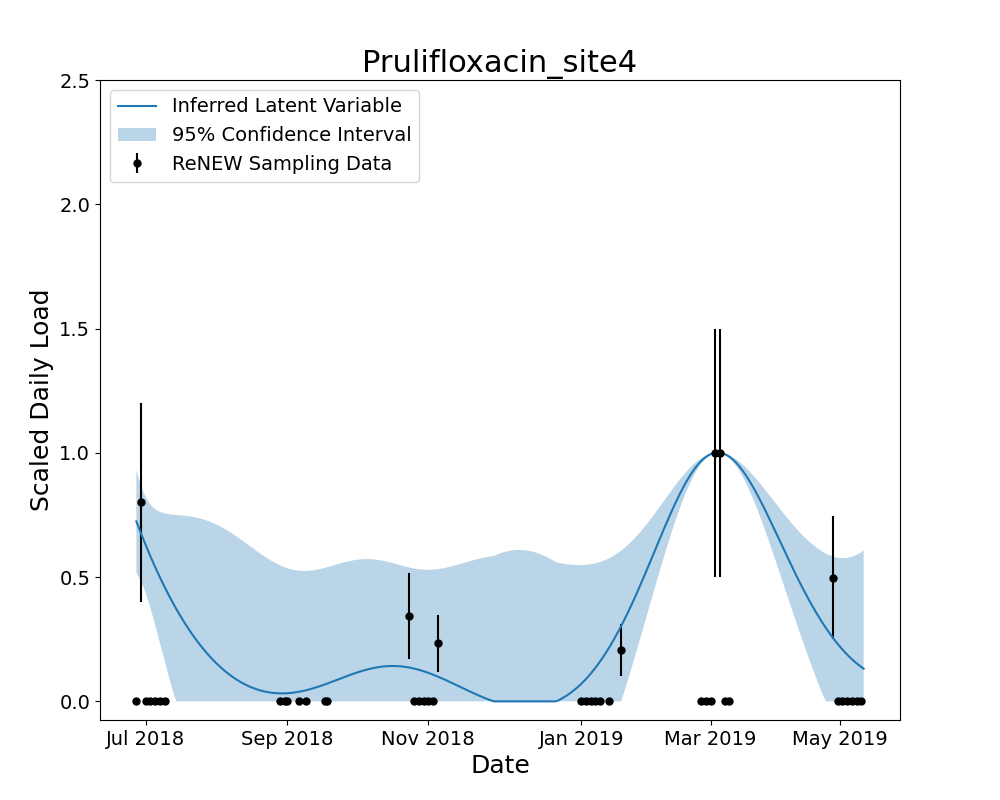 Prulifloxacin_site4
Inferred Latent Variable
95% Confidence Interval
ReNEW Sampling Data
2.5
2.0
1.5
1.0
0.5
0.0
Scaled Daily Load
Jul 2018
Sep 2018
Nov 2018
Jan 2019
Mar 2019
May 2019
Date